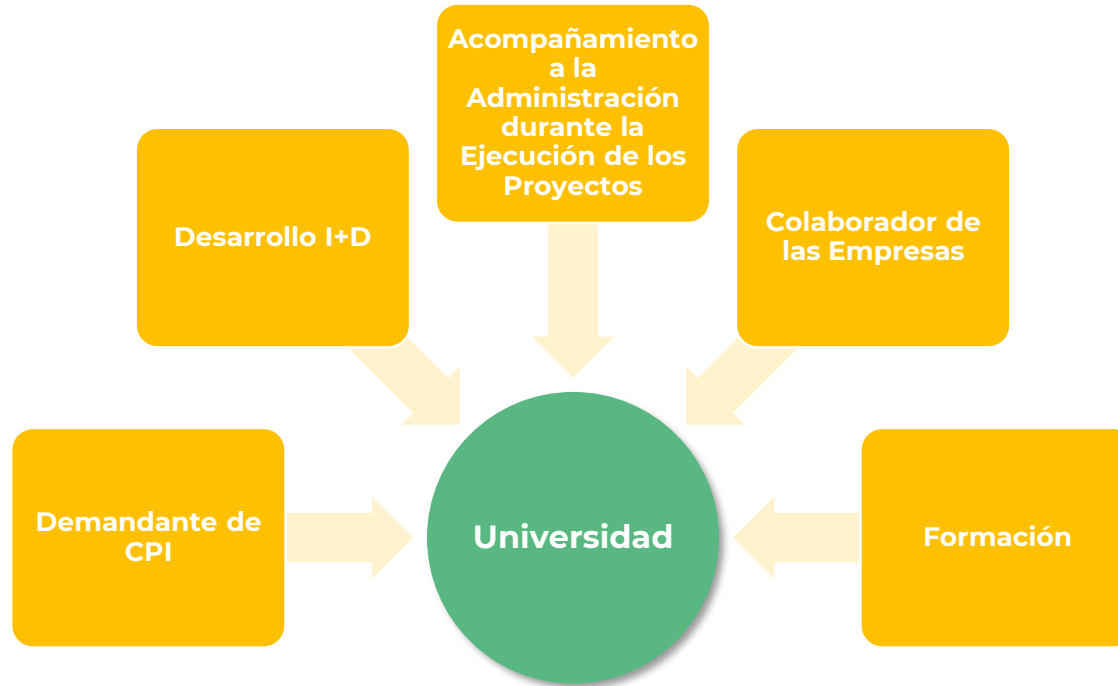 Acompañamiento
a la
Administración
durante la
Ejecución de los
Proyectos
Desarrollo I+D
Colaborador de
las Empresas
Demandante de
CPI
Universidad
Formación